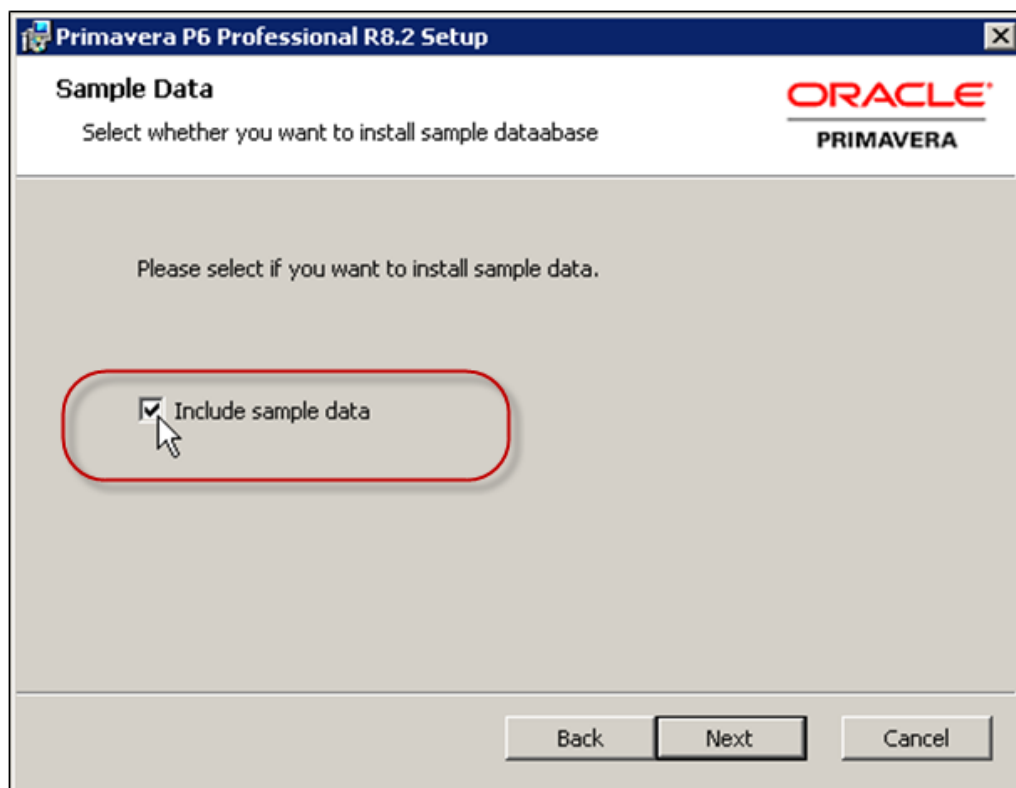 Primavera P6 Professional R8.2 Setup
Sample Data
Select whether you want to install sample dataabase
ORACLE
PRIMAVERA
Please select if you want to install sample data.
Include sample data
Back
Next
Cancel